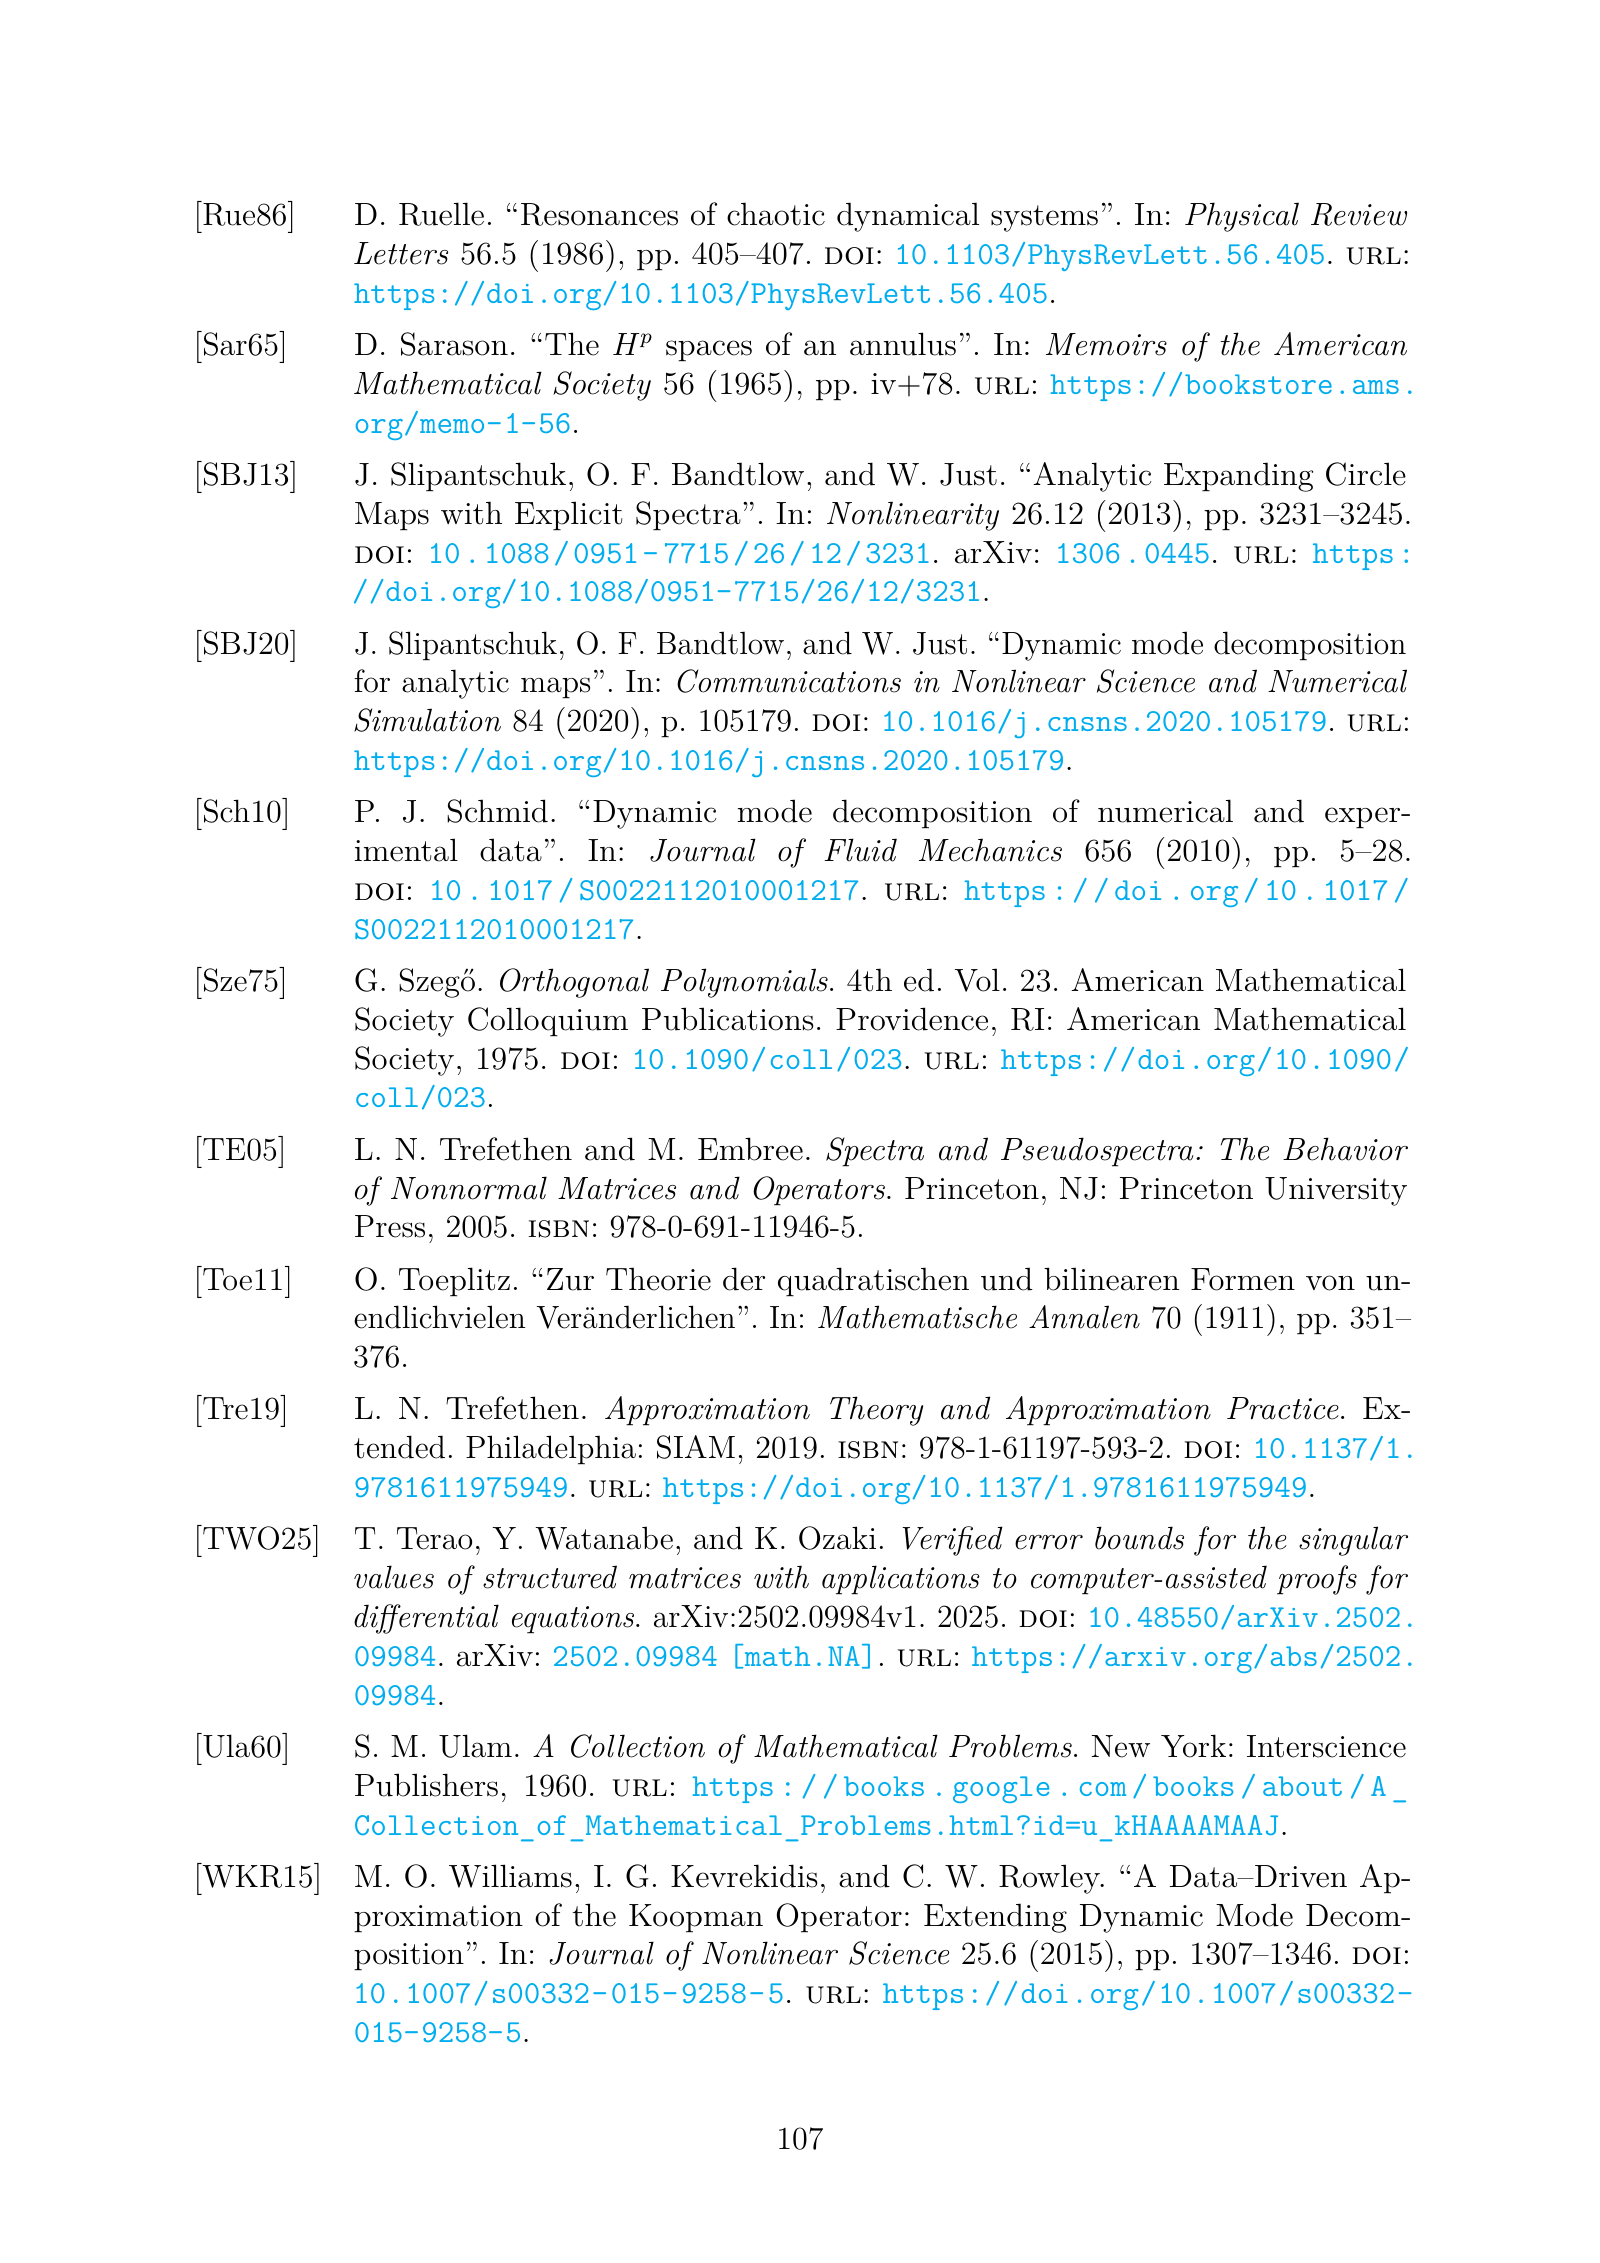 [Rue86] D. Ruelle. “Resonances of chaotic dynamical systems”. In: Physical Review
Letters 56.5 (1986), pp. 405–407. DOI: 10.1103/PhysRevLett.56.405. URL:
https://doi.org/10.1103/PhysRevLett.56.405.
[Sar65] D. Sarason. “The H^p spaces of an annulus”. In: Memoirs of the American
Mathematical Society 56 (1965), pp. iv+78. URL: https://bookstore.ams.
org/memo-1-56.
[SBJ13] J. Slipantschuk, O. F. Bandtlow, and W. Just. “Analytic Expanding Circle
Maps with Explicit Spectra”. In: Nonlinearity 26.12 (2013), pp. 3231–3245.
DOI: 10.1088/0951-7715/26/12/3231. arXiv: 1306.0445. URL: https:
//doi.org/10.1088/0951-7715/26/12/3231.
[SBJ20] J. Slipantschuk, O. F. Bandtlow, and W. Just. “Dynamic mode decomposition
for analytic maps”. In: Communications in Nonlinear Science and Numerical
Simulation 84 (2020), p. 105179. DOI: 10.1016/j.cnsns.2020.105179. URL:
https://doi.org/10.1016/j.cnsns.2020.105179.
[Sch10] P. J. Schmid. “Dynamic mode decomposition of numerical and exper-
imental data”. In: Journal of Fluid Mechanics 656 (2010), pp. 5–28.
DOI: 10.1017/S0022112010001217. URL: https://doi.org/10.1017/
S0022112010001217.
[Sze75] G. Szegő. Orthogonal Polynomials. 4th ed. Vol. 23. American Mathematical
Society Colloquium Publications. Providence, RI: American Mathematical
Society, 1975. DOI: 10.1090/coll/023. URL: https://doi.org/10.1090/
coll/023.
[TE05] L. N. Trefethen and M. Embree. Spectra and Pseudospectra: The Behavior
of Nonnormal Matrices and Operators. Princeton, NJ: Princeton University
Press, 2005. ISBN: 978-0-691-11946-5.
[Toe11] O. Toeplitz. “Zur Theorie der quadratischen und bilinearen Formen von un-
endlichvielen Veränderlichen”. In: Mathematische Annalen 70 (1911), pp. 351–
376.
[Tre19] L. N. Trefethen. Approximation Theory and Approximation Practice. Ex-
tended. Philadelphia: SIAM, 2019. ISBN: 978-1-61197-593-2. DOI: 10.1137/1.
9781611975949. URL: https://doi.org/10.1137/1.9781611975949.
[TWO25] T. Terao, Y. Watanabe, and K. Ozaki. Verified error bounds for the singular
values of structured matrices with applications to computer-assisted proofs for
differential equations. arXiv:2502.09984v1. 2025. DOI: 10.48550/arXiv.2502.
09984. arXiv: 2502.09984 [math.NA]. URL: https://arxiv.org/abs/2502.
09984.
[Ula60] S. M. Ulam. A Collection of Mathematical Problems. New York: Interscience
Publishers, 1960. URL: https://books.google.com/books/about/A_
Collection_of_Mathematical_Problems.html?id=u_kHAAAAMAAJ.
[WKR15] M. O. Williams, I. G. Kevrekidis, and C. W. Rowley. “A Data–Driven Ap-
proximation of the Koopman Operator: Extending Dynamic Mode Decom-
position”. In: Journal of Nonlinear Science 25.6 (2015), pp. 1307–1346. DOI:
10.1007/s00332-015-9258-5. URL: https://doi.org/10.1007/s00332-
015-9258-5.
107